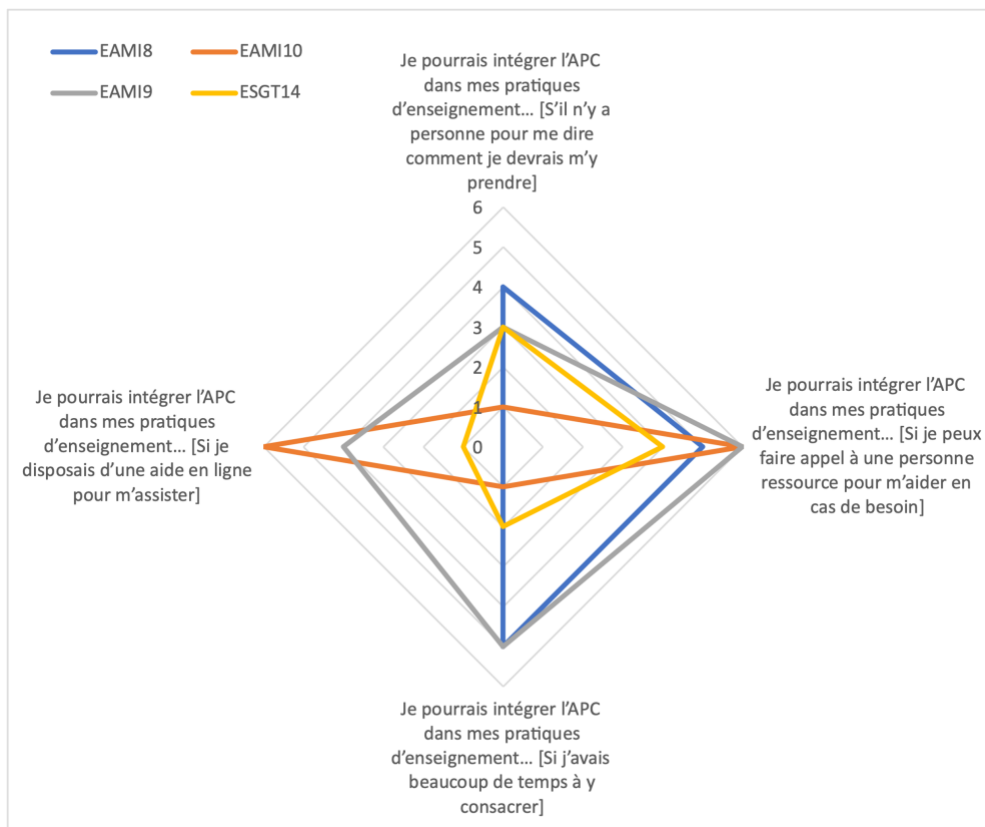 EAMI8 EAMI10
EAMI9 ESGT14
Je pourrais intégrer l’APC
dans mes pratiques
d’enseignement... [S’il n’y a
personne pour me dire
comment je devrais m’y
prendre]
6
5
4
3
2
1
0
Je pourrais intégrer l’APC
dans mes pratiques
d’enseignement... [Si je
disposais d’une aide en ligne
pour m’assister]
Je pourrais intégrer l’APC
dans mes pratiques
d’enseignement... [Si je peux
faire appel à une personne
ressource pour m’aider en
cas de besoin]
Je pourrais intégrer l’APC
dans mes pratiques
d’enseignement... [Si j’avais
beaucoup de temps à y
consacrer]